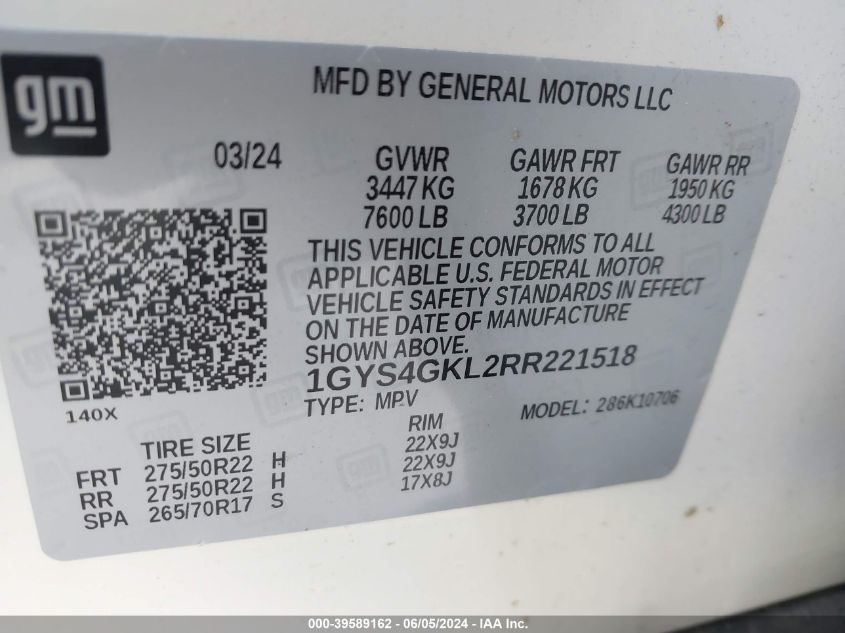 gm
MFD BY GENERAL MOTORS LLC
03/24
GVWR GAWR FRT GAWR RR
3447 KG 1678 KG 1950 KG
7600 LB 3700 LB 4300 LB
THIS VEHICLE CONFORMS TO ALL
APPLICABLE U.S. FEDERAL MOTOR
VEHICLE SAFETY STANDARDS IN EFFECT
ON THE DATE OF MANUFACTURE
SHOWN ABOVE.
1GYS4GKL2RR221518
TYPE: MPV MODEL: 286K10706
140X
TIRE SIZE RIM
FRT 275/50R22 H 22X9J
RR 275/50R22 H 22X9J
SPA 265/70R17 S 17X8J
000-39589162 - 06/05/2024 - IAA Inc.